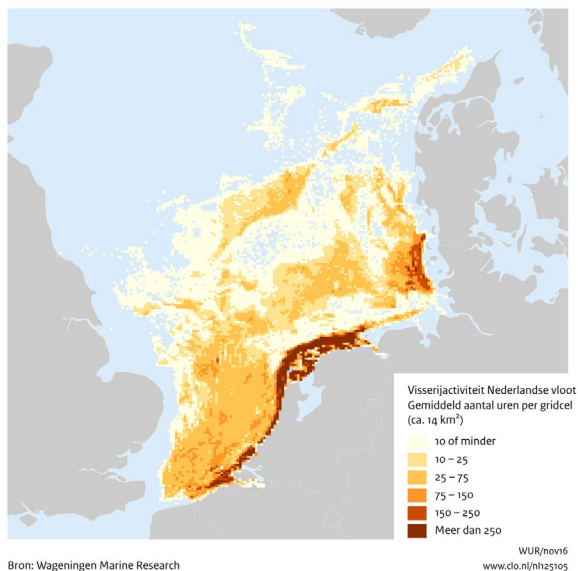 Visserijactiviteit Nederlandse vloot
Gemiddeld aantal uren per gridcel
(ca. 14 km²)
10 of minder
10 – 25
25 – 75
75 – 150
150 – 250
Meer dan 250
WUR/nov16
Bron: Wageningen Marine Research
www.clo.nl/nl125105